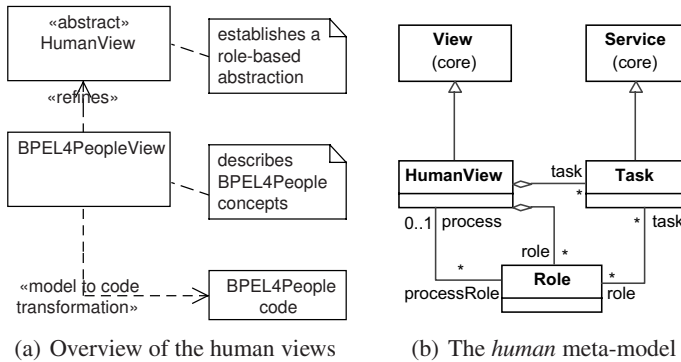 «abstract»
HumanView
establishes a
role-based
abstraction
«refines»
BPEL4PeopleView
describes
BPEL4People
concepts
«model to code
transformation»
BPEL4People
code
(a) Overview of the human views
View
(core)
Service
(core)
HumanView
task
*
Task
0..1
process
*
task
role
*
*
processRole
Role
*
role
(b) The human meta-model